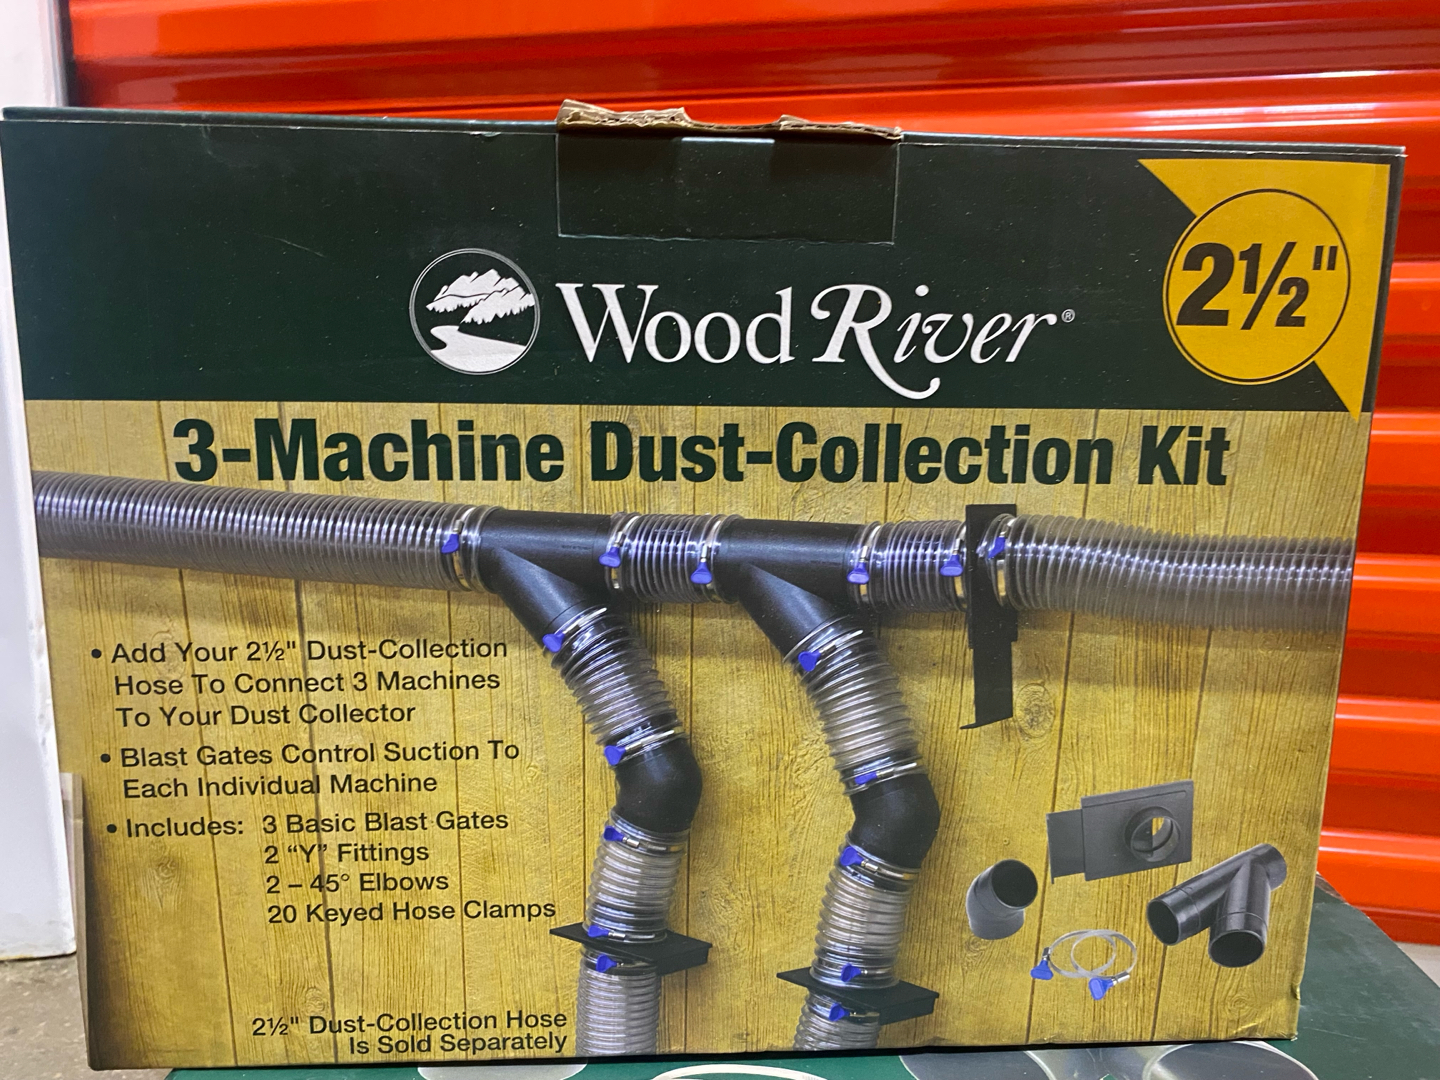 WoodRiver®
2½"
3-Machine Dust-Collection Kit
• Add Your 2½" Dust-Collection
Hose To Connect 3 Machines
To Your Dust Collector
• Blast Gates Control Suction To
Each Individual Machine
• Includes: 3 Basic Blast Gates
2 “Y” Fittings
2 – 45° Elbows
20 Keyed Hose Clamps
2½" Dust-Collection Hose
Is Sold Separately